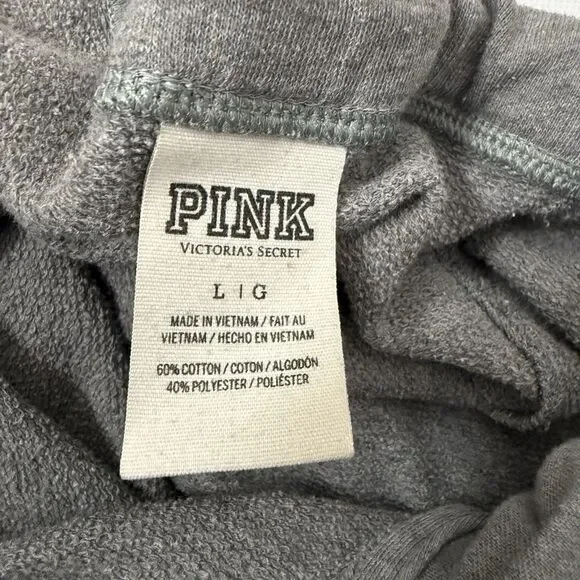 PINK
VICTORIA'S SECRET
L | G
MADE IN VIETNAM / FAIT AU
VIETNAM / HECHO EN VIETNAM
60% COTTON / COTON / ALGODÓN
40% POLYESTER / POLIÉSTER